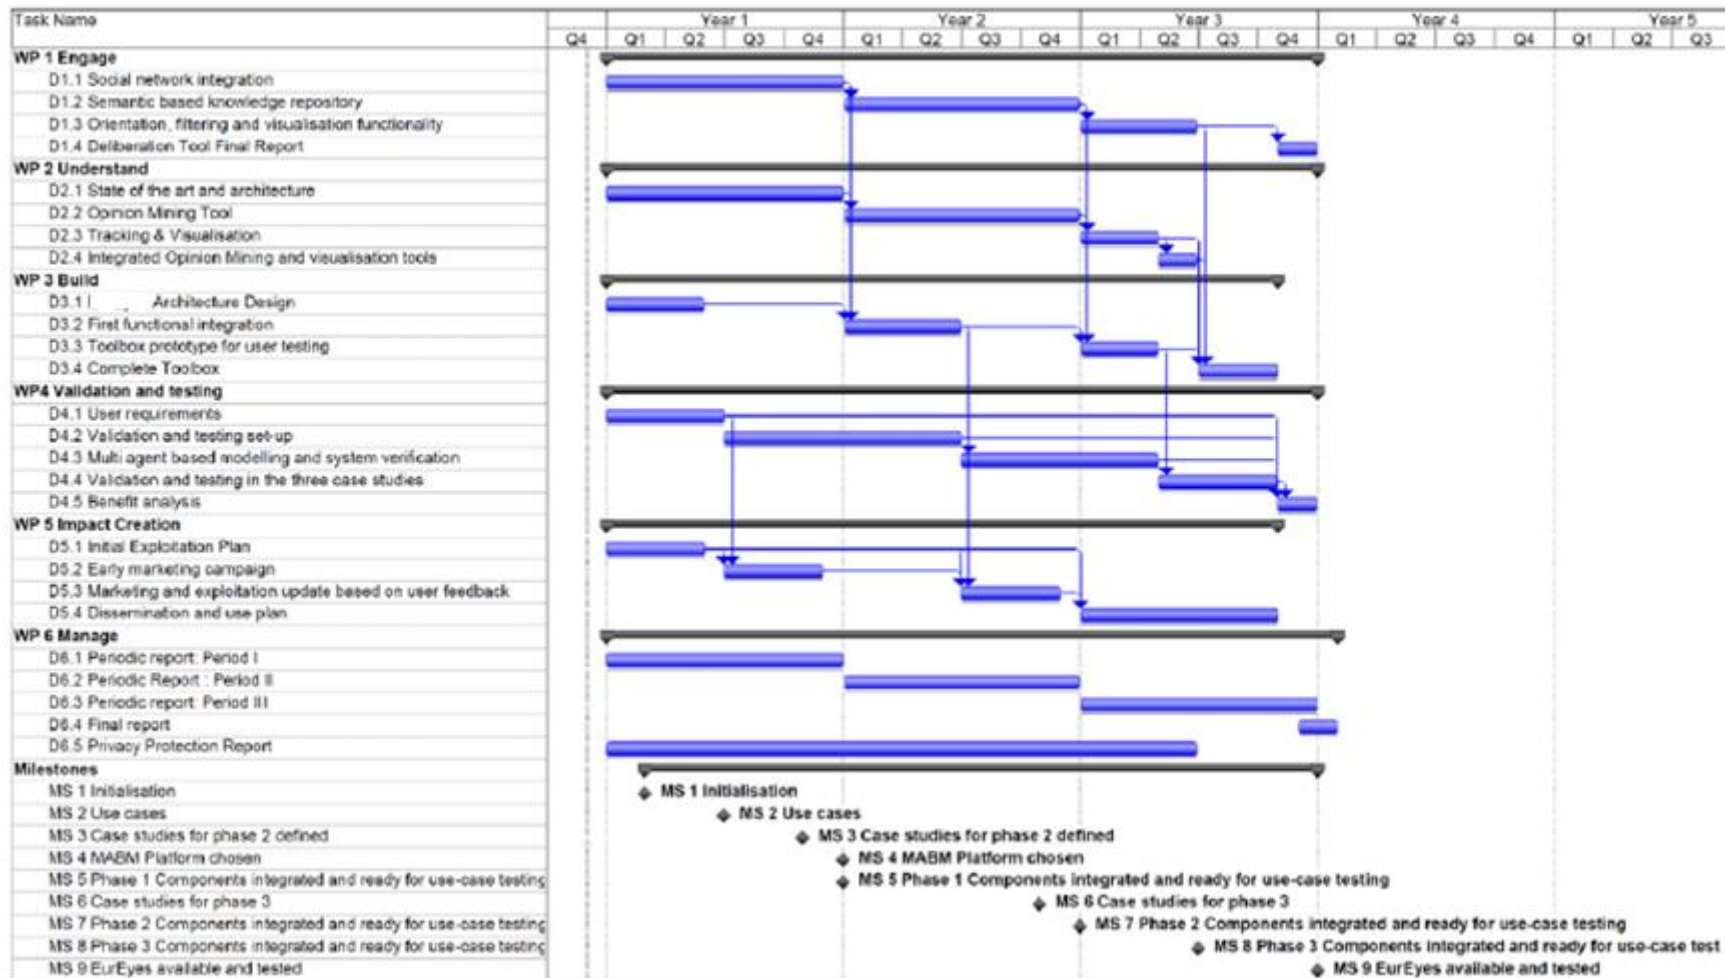 Task Name
Year 1 Year 2 Year 3 Year 4 Year 5
Q4 Q1 Q2 Q3 Q4 Q1 Q2 Q3 Q4 Q1 Q2 Q3 Q4 Q1 Q2 Q3 Q4 Q1 Q2 Q3
WP 1 Engage
D1.1 Social network integration
D1.2 Semantic based knowledge repository
D1.3 Orientation, filtering and visualisation functionality
D1.4 Deliberation Tool Final Report
WP 2 Understand
D2.1 State of the art and architecture
D2.2 Opinion Mining Tool
D2.3 Tracking & Visualisation
D2.4 Integrated Opinion Mining and visualisation tools
WP 3 Build
D3.1 Architecture Design
D3.2 First functional integration
D3.3 Toolbox prototype for user testing
D3.4 Complete Toolbox
WP4 Validation and testing
D4.1 User requirements
D4.2 Validation and testing set-up
D4.3 Multi agent based modelling and system verification
D4.4 Validation and testing in the three case studies
D4.5 Benefit analysis
WP 5 Impact Creation
D5.1 Initial Exploitation Plan
D5.2 Early marketing campaign
D5.3 Marketing and exploitation update based on user feedback
D5.4 Dissemination and use plan
WP 6 Manage
D6.1 Periodic report: Period I
D6.2 Periodic Report : Period II
D6.3 Periodic report: Period III
D6.4 Final report
D6.5 Privacy Protection Report
Milestones
MS 1 Initialisation MS 1 Initialisation
MS 2 Use cases MS 2 Use cases
MS 3 Case studies for phase 2 defined MS 3 Case studies for phase 2 defined
MS 4 MABM Platform chosen MS 4 MABM Platform chosen
MS 5 Phase 1 Components integrated and ready for use-case testing MS 5 Phase 1 Components integrated and ready for use-case testing
MS 6 Case studies for phase 3 MS 6 Case studies for phase 3
MS 7 Phase 2 Components integrated and ready for use-case testing MS 7 Phase 2 Components integrated and ready for use-case testing
MS 8 Phase 3 Components integrated and ready for use-case testing MS 8 Phase 3 Components integrated and ready for use-case test
MS 9 EurEyes available and tested MS 9 EurEyes available and tested